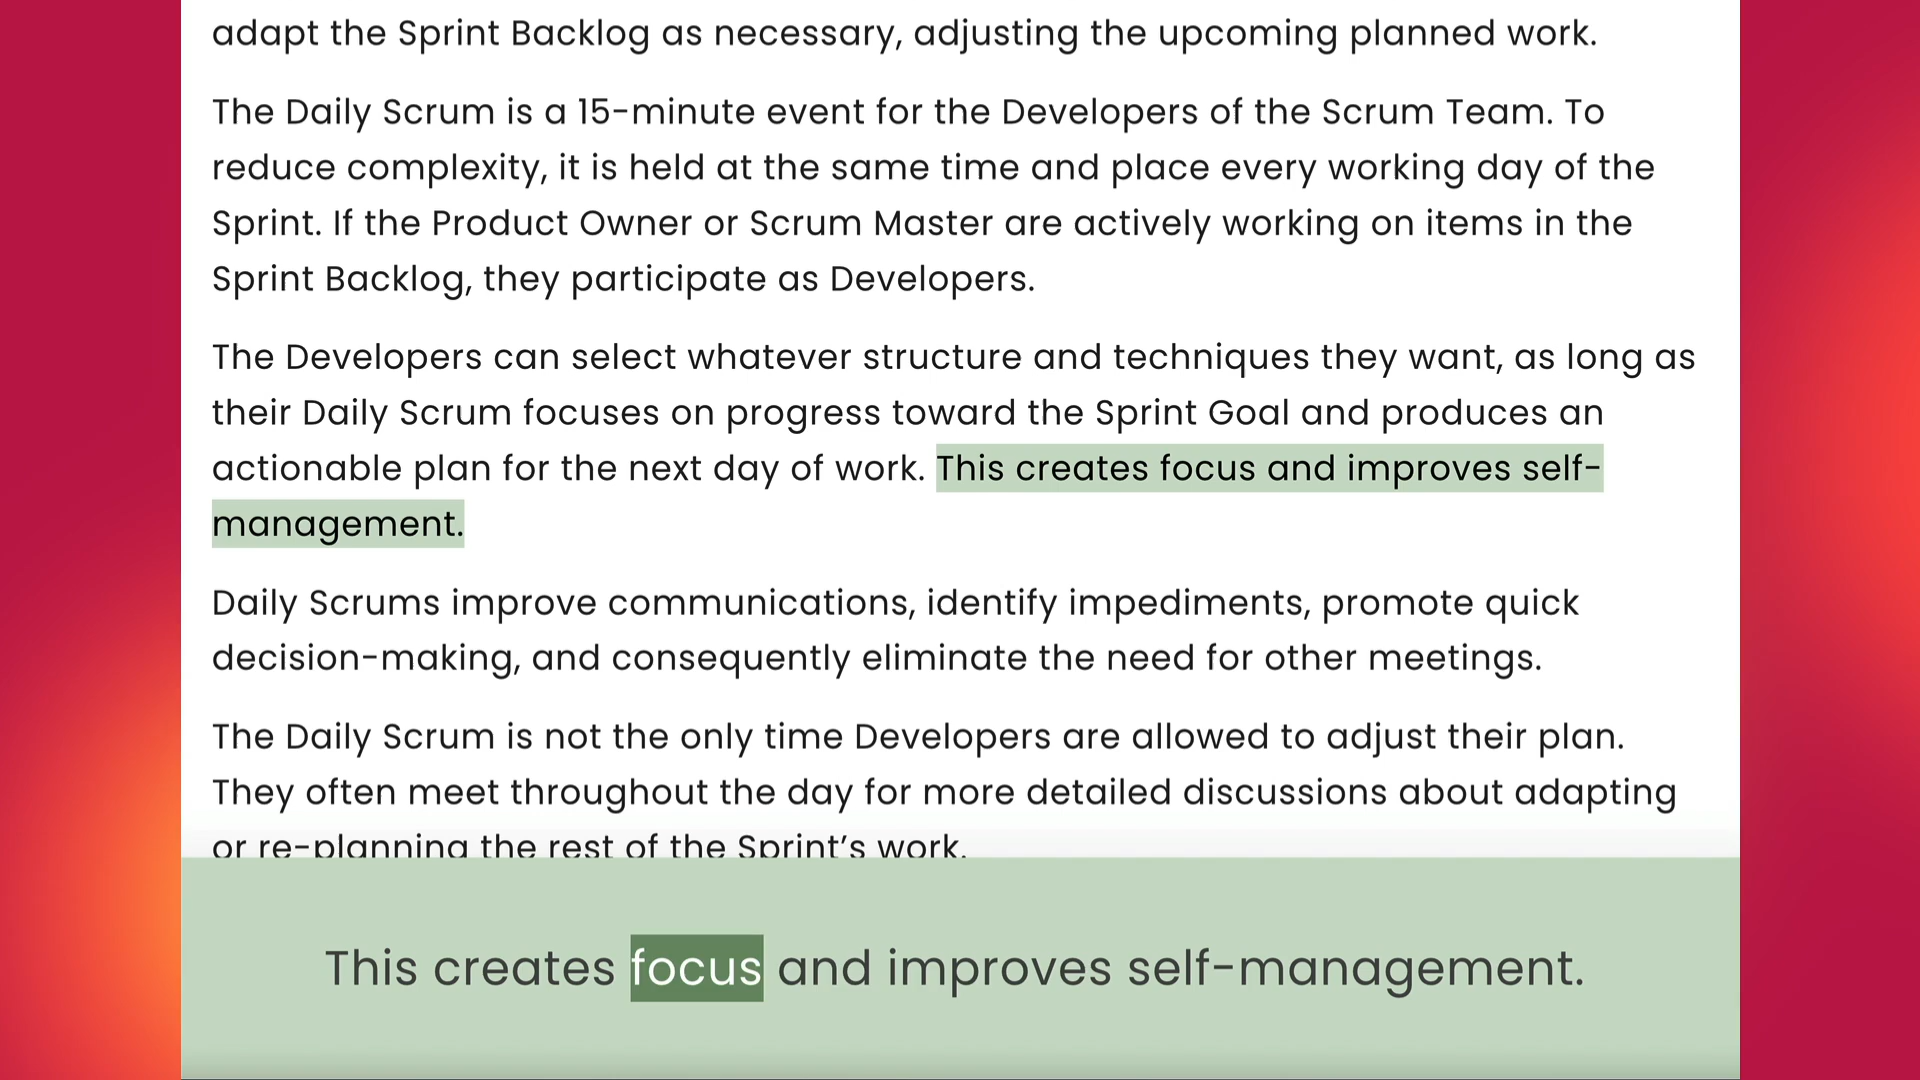 adapt the Sprint Backlog as necessary, adjusting the upcoming planned work.
The Daily Scrum is a 15-minute event for the Developers of the Scrum Team. To
reduce complexity, it is held at the same time and place every working day of the
Sprint. If the Product Owner or Scrum Master are actively working on items in the
Sprint Backlog, they participate as Developers.
The Developers can select whatever structure and techniques they want, as long as
their Daily Scrum focuses on progress toward the Sprint Goal and produces an
actionable plan for the next day of work. This creates focus and improves self-
management.
Daily Scrums improve communications, identify impediments, promote quick
decision-making, and consequently eliminate the need for other meetings.
The Daily Scrum is not the only time Developers are allowed to adjust their plan.
They often meet throughout the day for more detailed discussions about adapting
or re-planning the rest of the Sprint’s work.
This creates focus and improves self-management.